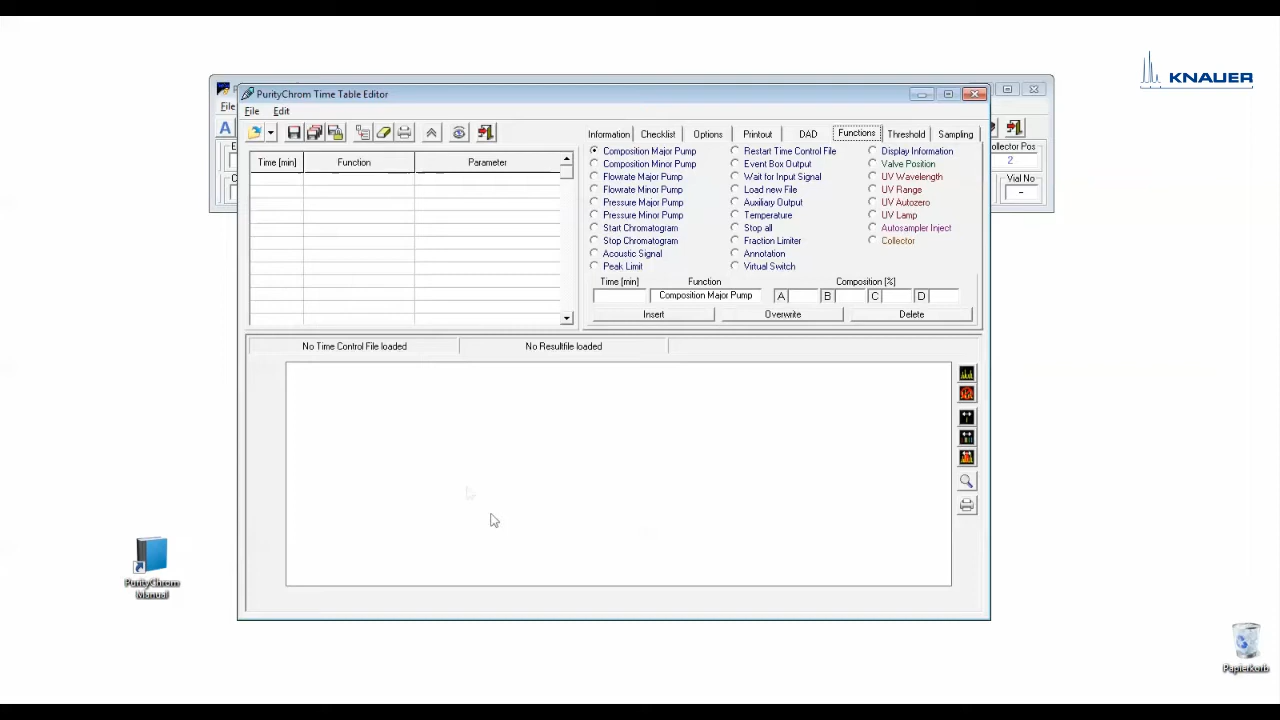 KNAUER
PurityChrom Time Table Editor
File Edit
File
A
Information Checklist Options Printout DAD Functions Threshold Sampling
Time [min] Function Parameter
Composition Major Pump Restart Time Control File Display Information
Composition Minor Pump Event Box Output Valve Position
Flowrate Major Pump Wait for Input Signal UV Wavelength
Flowrate Minor Pump Load new File UV Range
Pressure Major Pump Auxiliary Output UV Autozero
Pressure Minor Pump Temperature UV Lamp
Start Chromatogram Stop all Autosampler Inject
Stop Chromatogram Fraction Limiter Collector
Acoustic Signal Annotation
Peak Limit Virtual Switch
Time [min] Function Composition [%]
Composition Major Pump A B C D
Insert Overwrite Delete
ollector Pos
2
Vial No
-
No Time Control File loaded No Resultfile loaded
PurityChrom
Manual
Papierkorb